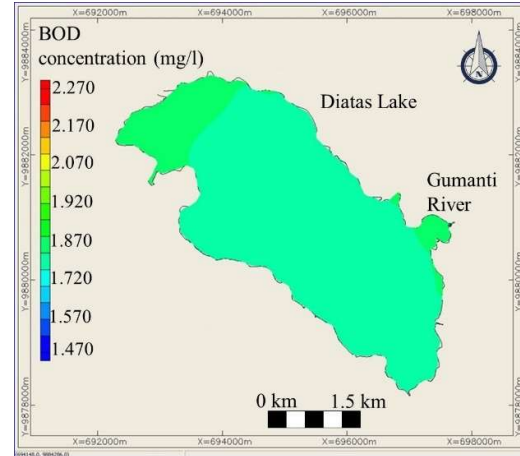 BOD
concentration (mg/l)
2.270
2.170
2.070
1.920
1.870
1.720
1.570
1.470
Diatas Lake
Gumanti
River
N
0 km 1.5 km
Y=9884000m
Y=9882000m
Y=9880000m
Y=9878000m
X=692000m
X=694000m
X=696000m
X=698000m
X=692000m
X=694000m
X=696000m
X=698000m